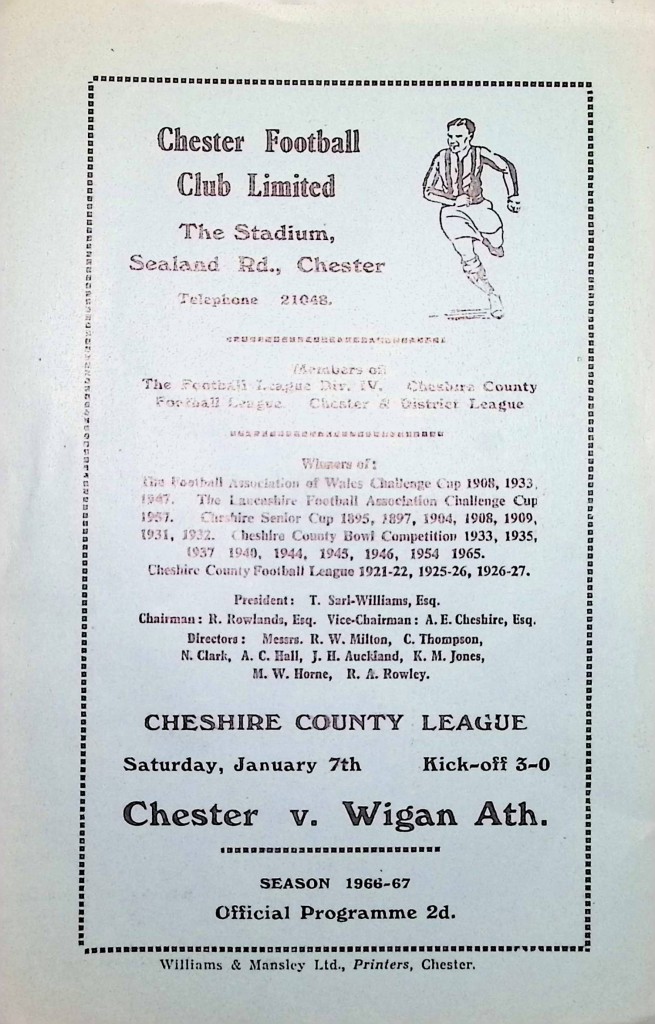 Chester Football
Club Limited
The Stadium,
Sealand Rd., Chester
Telephone 21048.
Members of
The Football League Div. IV. Cheshire County
Football League. Chester & District League
Winners of:
The Football Association of Wales Challenge Cup 1908, 1933,
1947. The Lancashire Football Association Challenge Cup
1957. Cheshire Senior Cup 1895, 1897, 1904, 1908, 1909,
1931, 1932. Cheshire County Bowl Competition 1933, 1935,
1937 1940, 1944, 1945, 1946, 1954 1965.
Cheshire County Football League 1921-22, 1925-26, 1926-27.
President: T. Sarl-Williams, Esq.
Chairman: R. Rowlands, Esq. Vice-Chairman: A. E. Cheshire, Esq.
Directors: Messrs. R. W. Milton, C. Thompson,
N. Clark, A. C. Hall, J. H. Auckland, K. M. Jones,
M. W. Horne, R. A. Rowley.
CHESHIRE COUNTY LEAGUE
Saturday, January 7th Kick-off 3-0
Chester v. Wigan Ath.
SEASON 1966-67
Official Programme 2d.
Williams & Mansley Ltd., Printers, Chester.